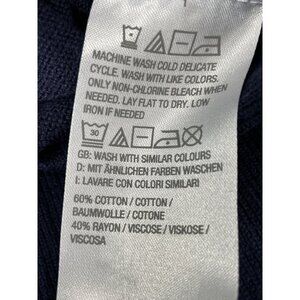 MACHINE WASH COLD DELICATE
CYCLE. WASH WITH LIKE COLORS.
ONLY NON-CHLORINE BLEACH WHEN
NEEDED. LAY FLAT TO DRY. LOW
IRON IF NEEDED
30
GB: WASH WITH SIMILAR COLOURS
D: MIT ÄHNLICHEN FARBEN WASCHEN
I: LAVARE CON COLORI SIMILARI
60% COTTON / COTTON /
BAUMWOLLE / COTONE
40% RAYON / VISCOSE / VISKOSE /
VISCOSA